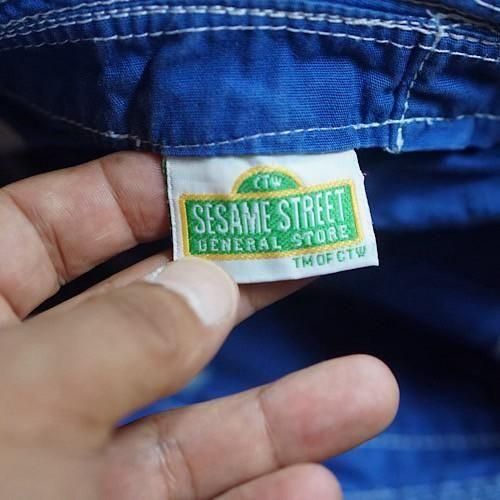 CTW
SESAME STREET
GENERAL STORE
TM OF CTW